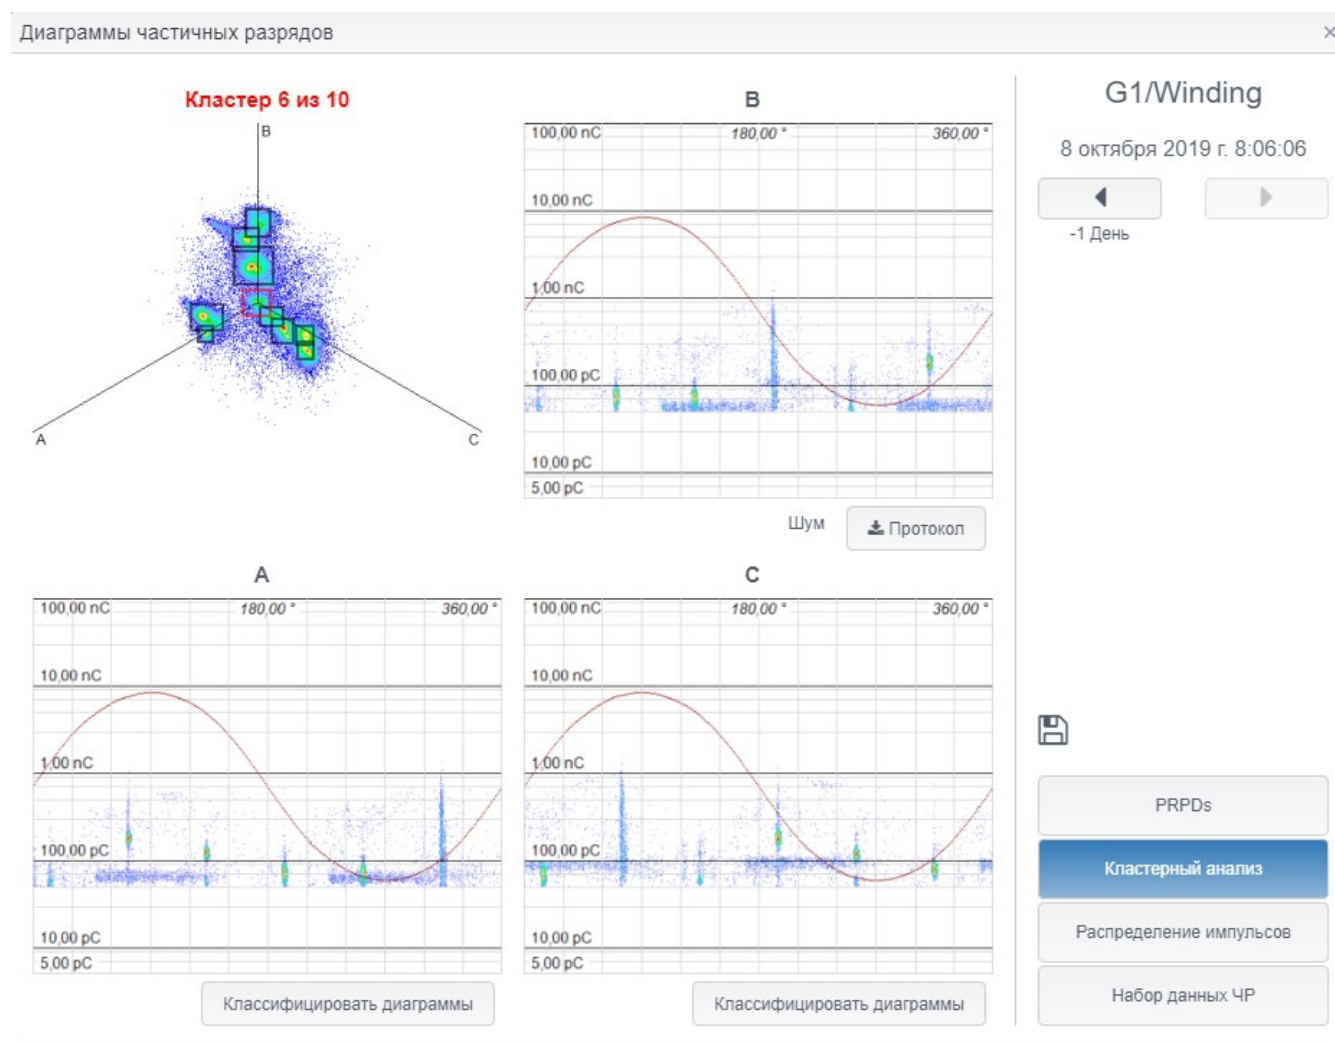 Диаграммы частичных разрядов ×
Кластер 6 из 10
B
A
C
B
100,00 nC 180,00 ° 360,00 °
10,00 nC
1,00 nC
100,00 pC
10,00 pC
5,00 pC
Шум Протокол
A
100,00 nC 180,00 ° 360,00 °
10,00 nC
1,00 nC
100,00 pC
10,00 pC
5,00 pC
Классифицировать диаграммы
C
100,00 nC 180,00 ° 360,00 °
10,00 nC
1,00 nC
100,00 pC
10,00 pC
5,00 pC
Классифицировать диаграммы
G1/Winding
8 октября 2019 г. 8:06:06
-1 День
PRPDs
Кластерный анализ
Распределение импульсов
Набор данных ЧР